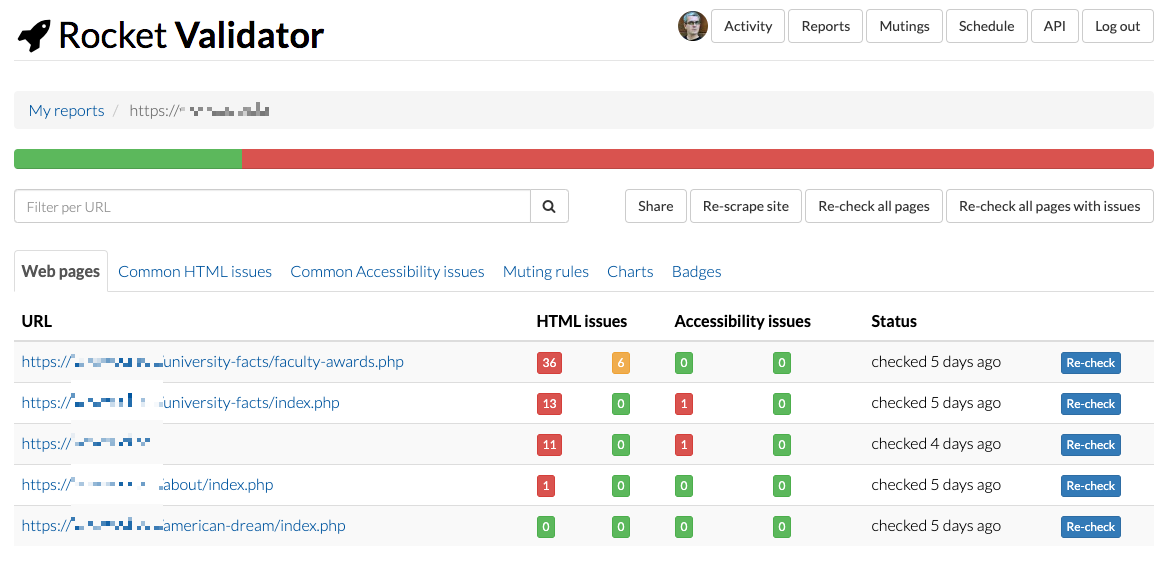 Rocket Validator
Activity Reports Mutings Schedule API Log out
My reports / https://
Filter per URL Share Re-scrape site Re-check all pages Re-check all pages with issues
Web pages Common HTML issues Common Accessibility issues Muting rules Charts Badges
URL HTML issues Accessibility issues Status
https:// /university-facts/faculty-awards.php 36 6 0 0 checked 5 days ago Re-check
https:// university-facts/index.php 13 0 1 0 checked 5 days ago Re-check
https:// 11 0 1 0 checked 4 days ago Re-check
https:// about/index.php 1 0 0 0 checked 5 days ago Re-check
https:// american-dream/index.php 0 0 0 0 checked 5 days ago Re-check